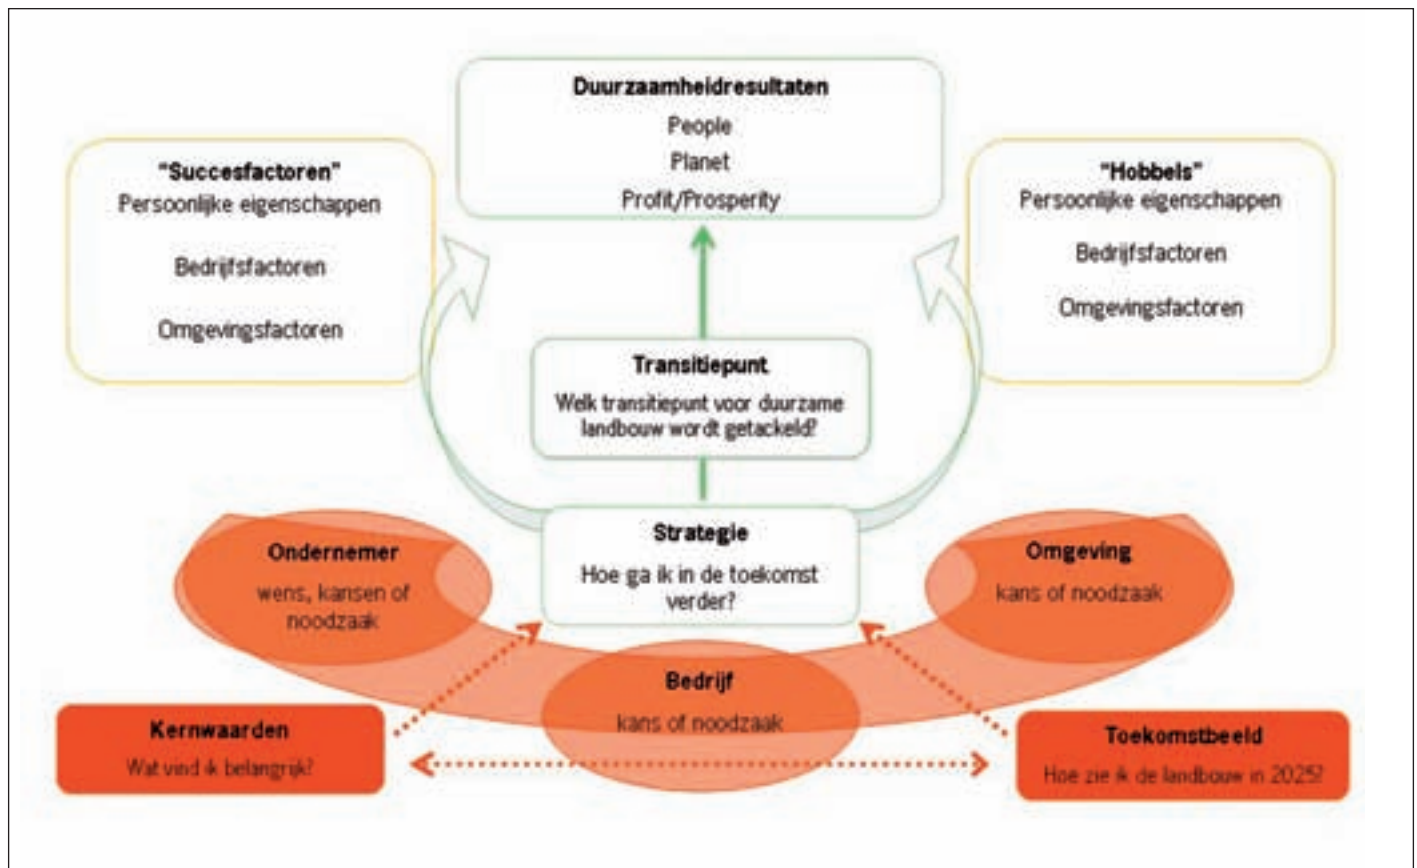 Duurzaamheidresultaten
People
Planet
Profit/Prosperity
"Succesfactoren"
Persoonlijke eigenschappen
Bedrijfsfactoren
Omgevingsfactoren
"Hobbels"
Persoonlijke eigenschappen
Bedrijfsfactoren
Omgevingsfactoren
Transitiepunt
Welk transitiepunt voor duurzame
landbouw wordt getackeld?
Strategie
Hoe ga ik in de toekomst
verder?
Ondernemer
wens, kansen of
noodzaak
Omgeving
kans of noodzaak
Bedrijf
kans of noodzaak
Kernwaarden
Wat vind ik belangrijk?
Toekomstbeeld
Hoe zie ik de landbouw in 2025?